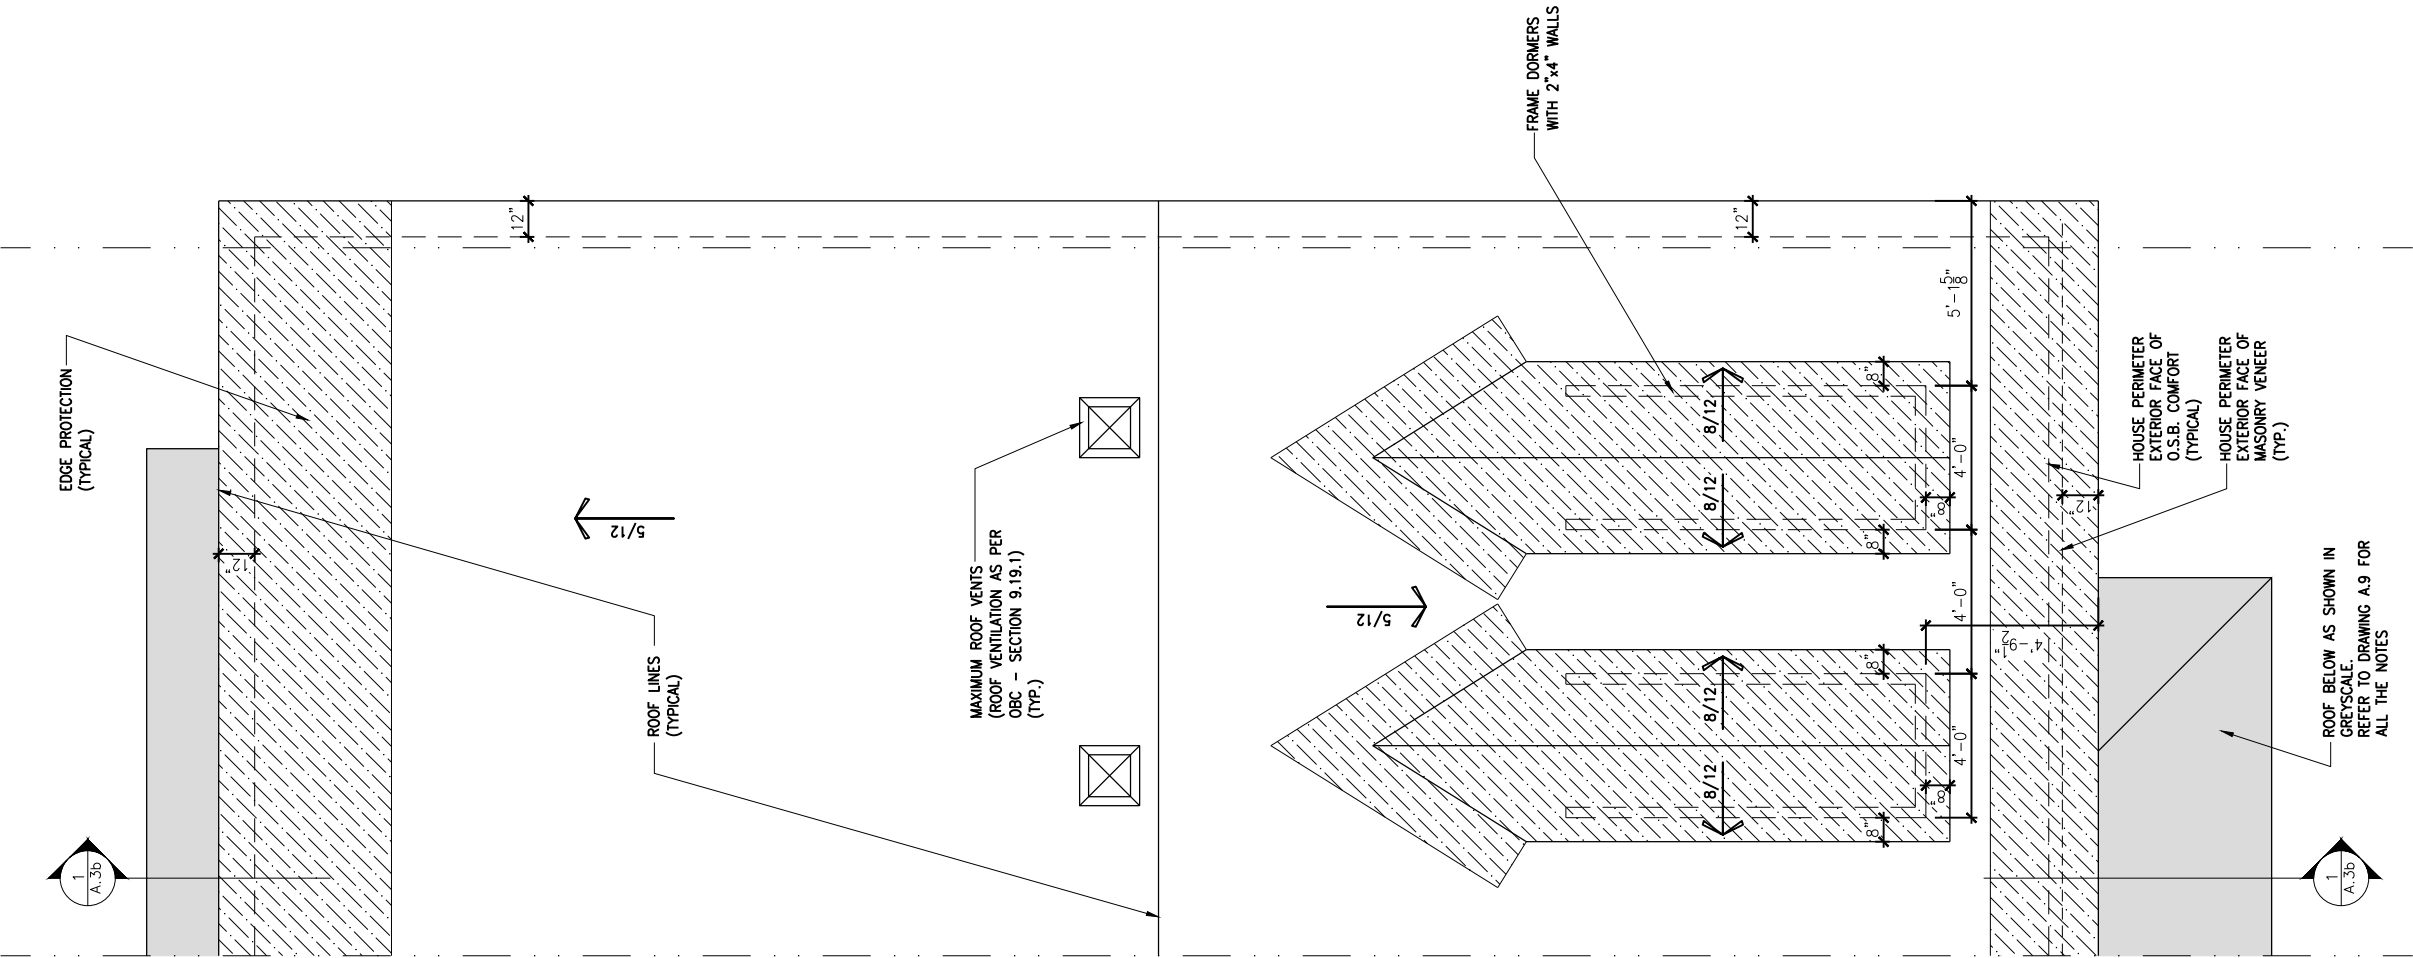 EDGE PROTECTION
(TYPICAL)
1
A.3b
12"
12"
5/12
ROOF LINES
(TYPICAL)
MAXIMUM ROOF VENTS
(ROOF VENTILATION AS PER
OBC - SECTION 9.19.1)
(TYP.)
5/12
FRAME DORMERS
WITH 2"x4" WALLS
8/12
8/12
8/12
8/12
12"
8"
8"
8"
8"
8"
8"
5'-1 5/8"
4'-0"
4'-0"
4'-0"
4'-9 1/2"
12"
HOUSE PERIMETER
EXTERIOR FACE OF
O.S.B. COMFORT
(TYPICAL)
HOUSE PERIMETER
EXTERIOR FACE OF
MASONRY VENEER
(TYP.)
ROOF BELOW AS SHOWN IN
GREYSCALE.
REFER TO DRAWING A.9 FOR
ALL THE NOTES
1
A.3b